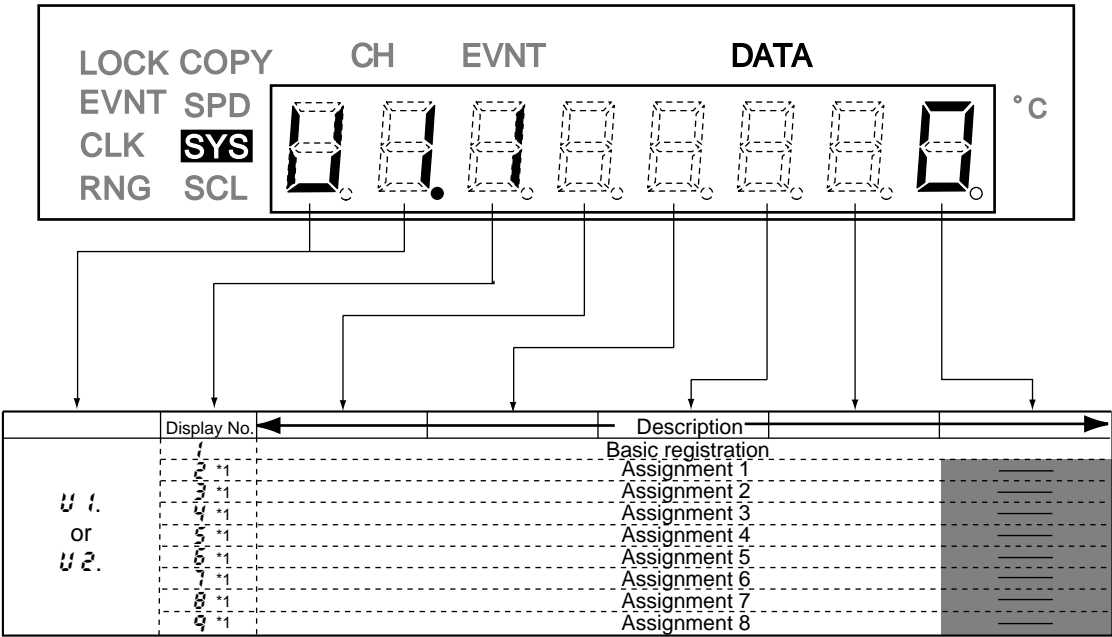 LOCK COPY CH EVNT DATA
EVNT SPD °C
CLK SYS
RNG SCL
U1.1 0
Display No. Description
1 Basic registration
2 *1 Assignment 1
3 *1 Assignment 2
U1. 4 *1 Assignment 3
or 5 *1 Assignment 4
U2. 6 *1 Assignment 5
7 *1 Assignment 6
8 *1 Assignment 7
9 *1 Assignment 8